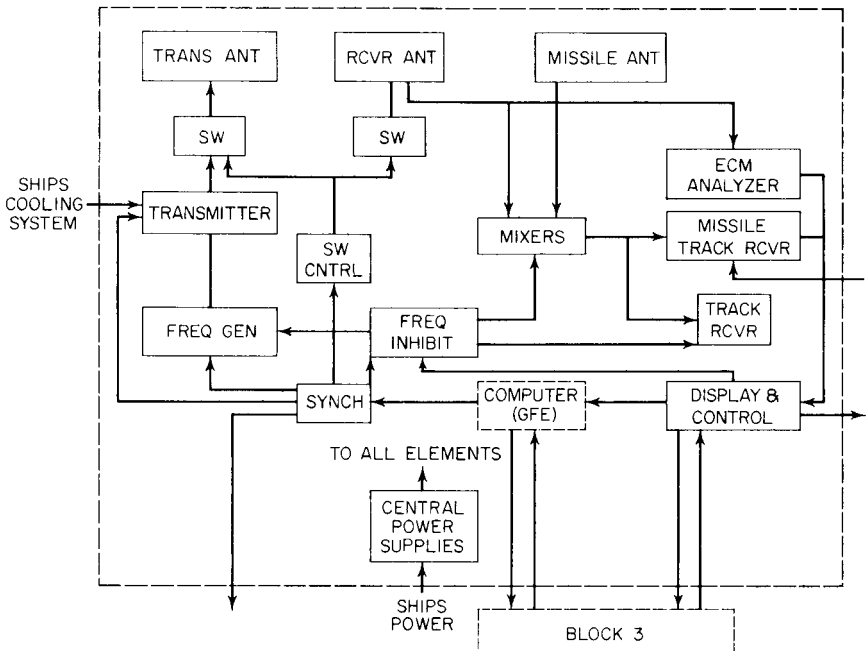 TRANS ANT
RCVR ANT
MISSILE ANT
SW
SW
ECM
ANALYZER
SHIPS
COOLING
SYSTEM
TRANSMITTER
MIXERS
MISSILE
TRACK RCVR
SW
CNTRL
FREQ GEN
FREQ
INHIBIT
TRACK
RCVR
SYNCH
COMPUTER
(GFE)
DISPLAY &
CONTROL
TO ALL ELEMENTS
CENTRAL
POWER
SUPPLIES
SHIPS
POWER
BLOCK 3